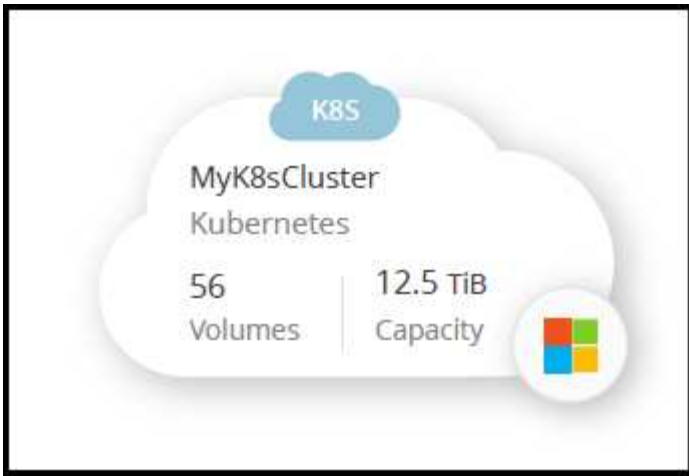 K8S
MyK8sCluster
Kubernetes
56
Volumes
12.5 TiB
Capacity